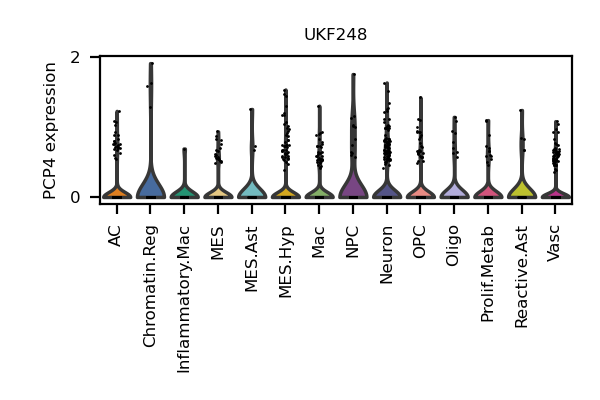 UKF248
PCP4 expression
2
0
AC
Chromatin.Reg
Inflammatory.Mac
MES
MES.Ast
MES.Hyp
Mac
NPC
Neuron
OPC
Oligo
Prolif.Metab
Reactive.Ast
Vasc